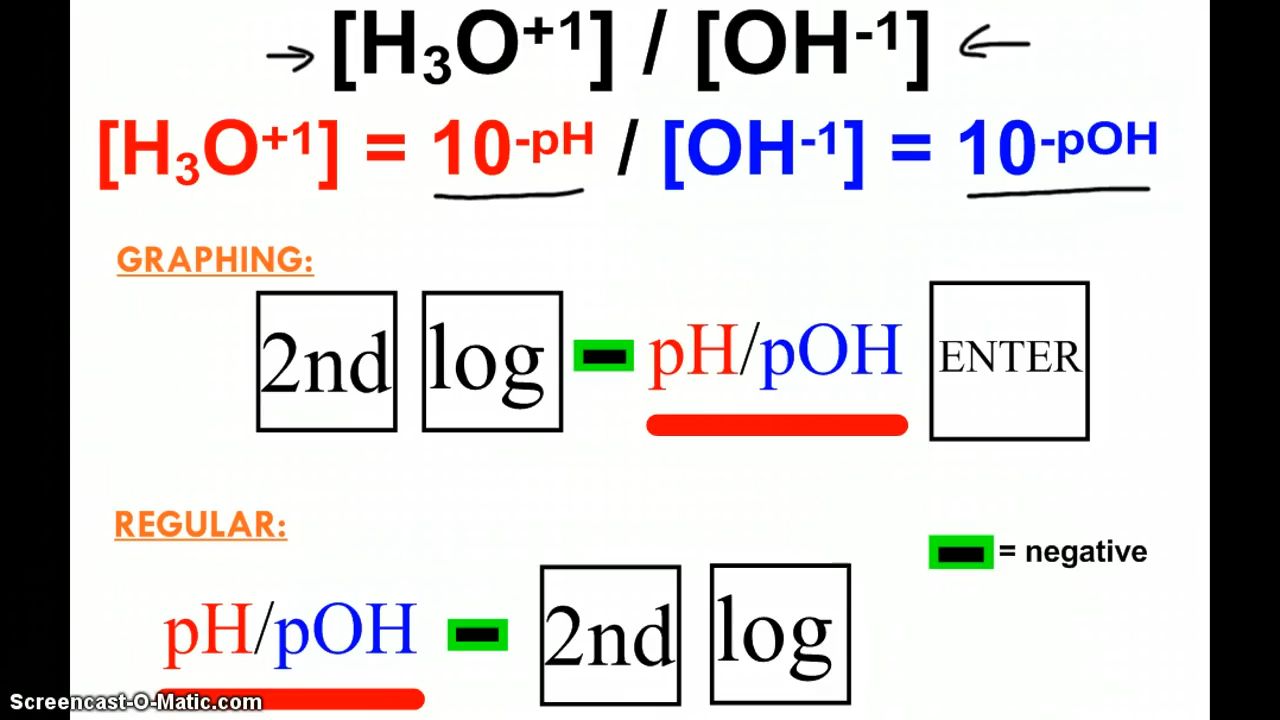 [H₃O⁺¹] / [OH⁻¹]
[H₃O⁺¹] = 10⁻ᵖᴴ / [OH⁻¹] = 10⁻ᵖᴼᴴ
GRAPHING:
2nd log - pH/pOH ENTER
REGULAR:
- = negative
pH/pOH - 2nd log
Screencast-O-Matic.com